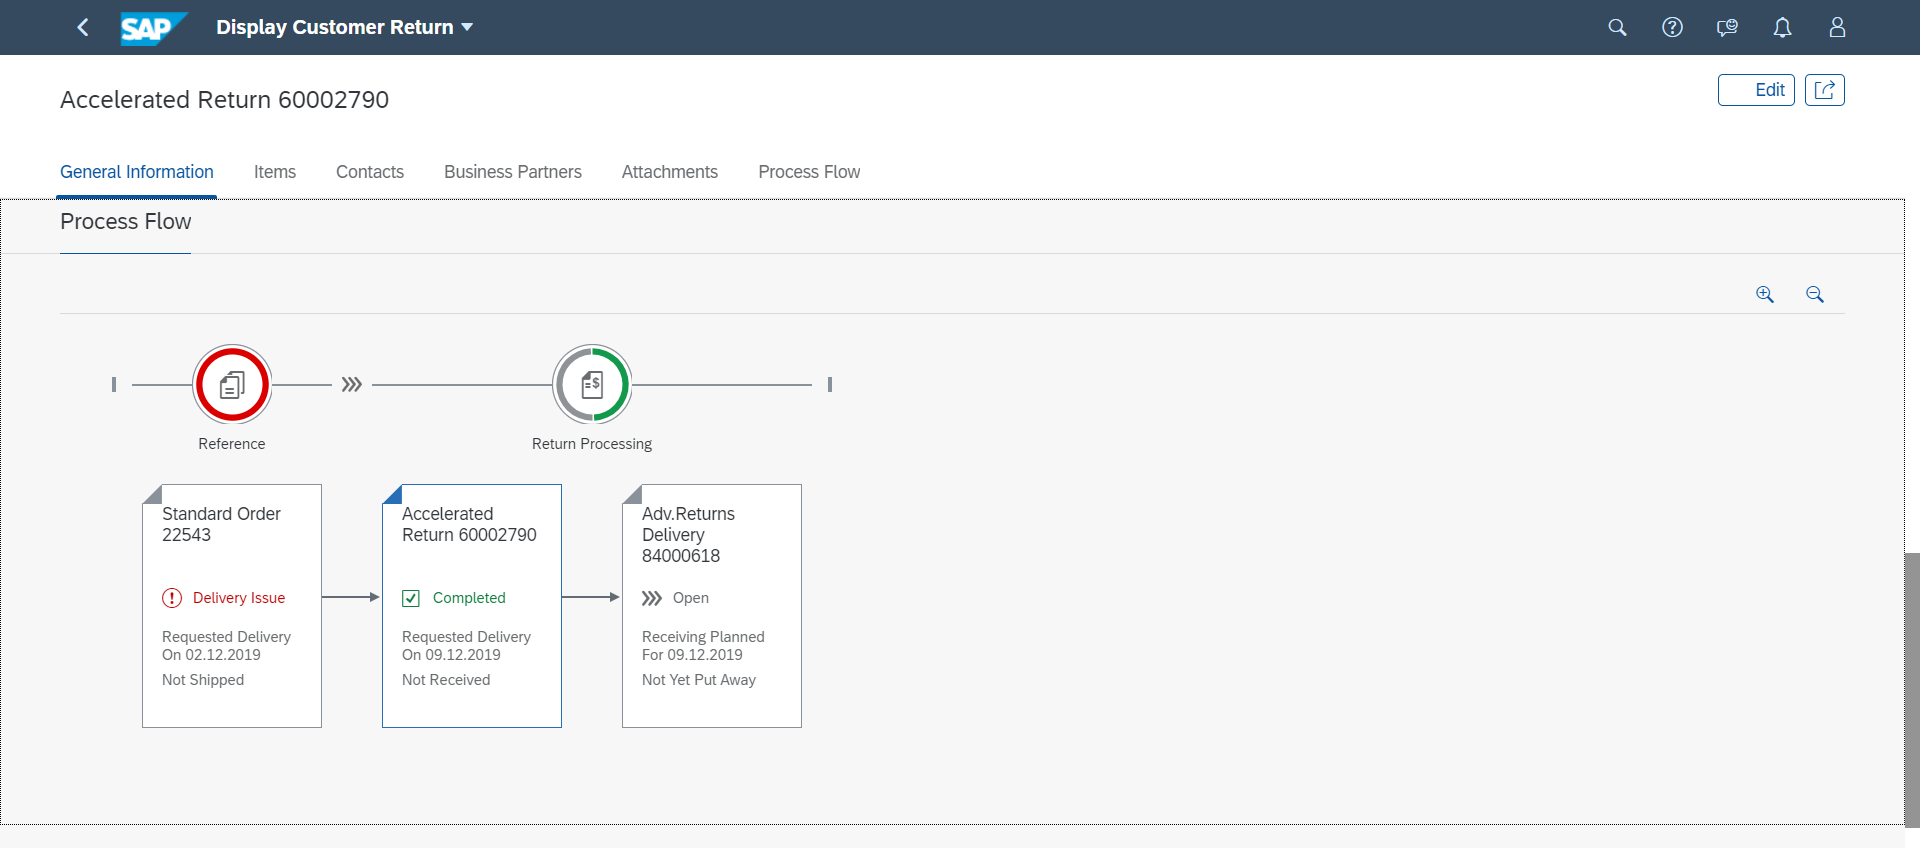 SAP Display Customer Return
Accelerated Return 60002790
Edit
General Information Items Contacts Business Partners Attachments Process Flow
Process Flow
Reference
Return Processing
Standard Order
22543
Delivery Issue
Requested Delivery
On 02.12.2019
Not Shipped
Accelerated
Return 60002790
Completed
Requested Delivery
On 09.12.2019
Not Received
Adv.Returns
Delivery
84000618
Open
Receiving Planned
For 09.12.2019
Not Yet Put Away